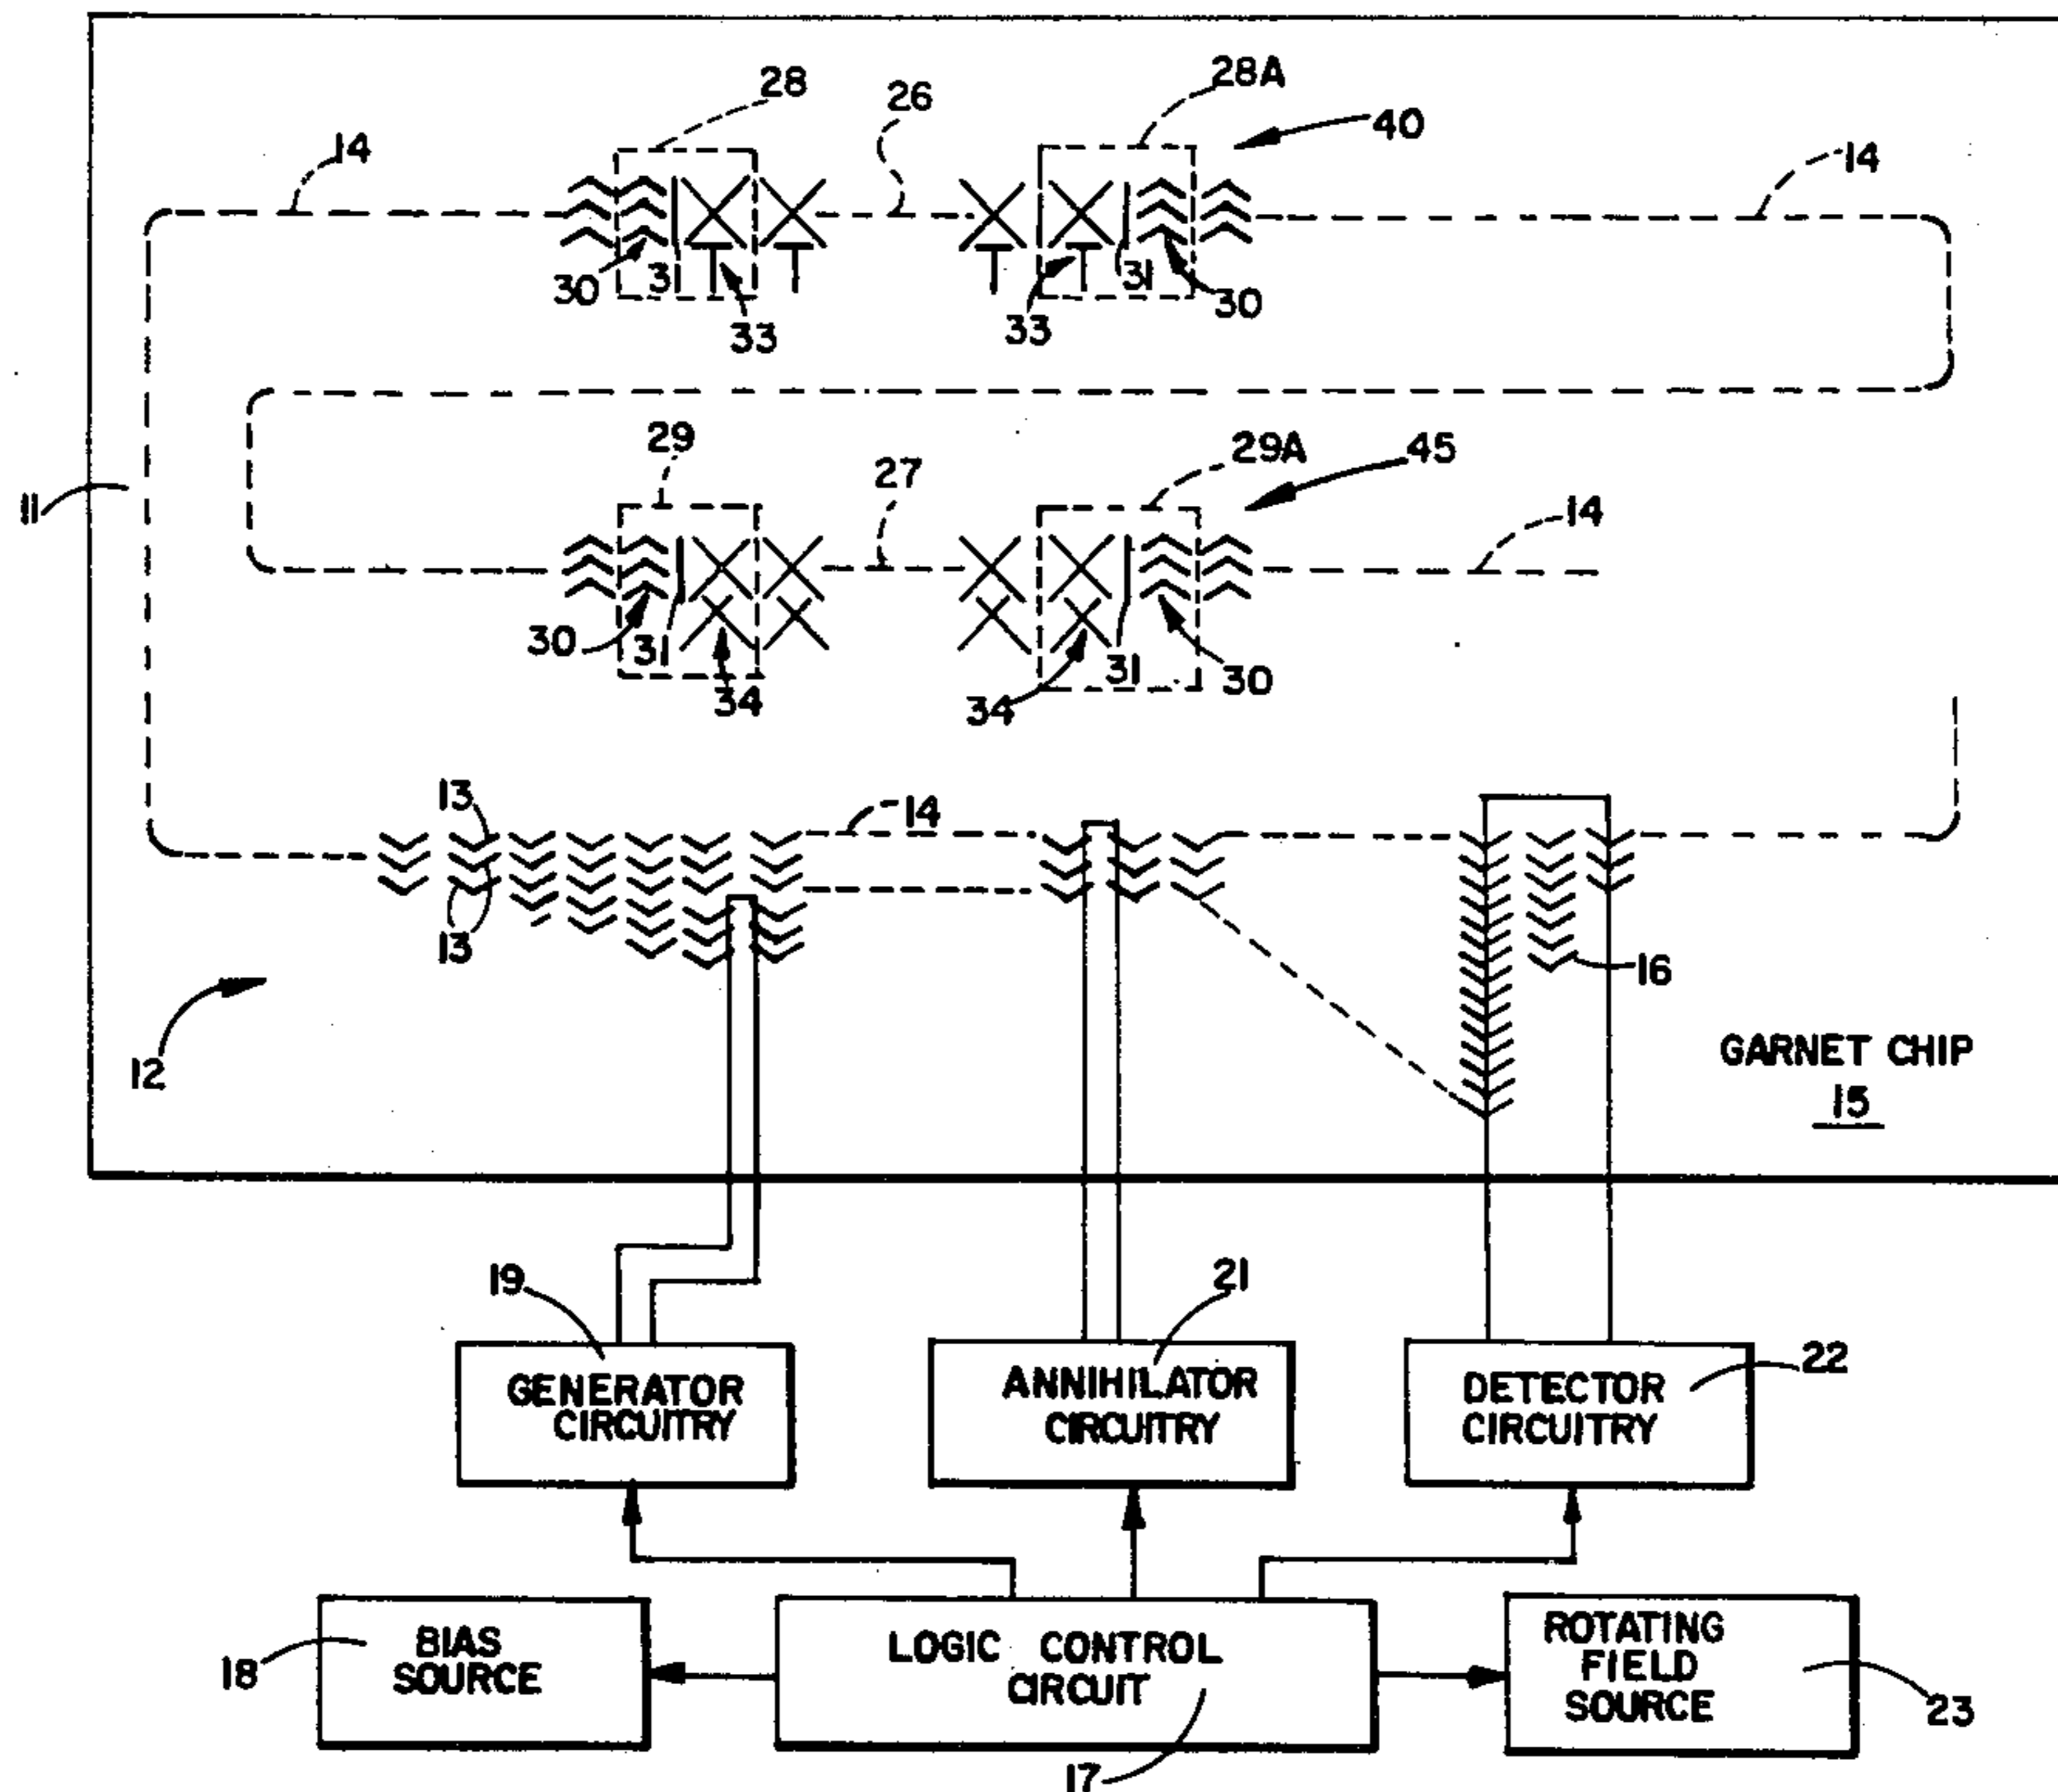 28
26
28A
40
14
14
30
31
33
33
31
30
29
27
29A
45
11
14
30
31
34
34
31
30
13
14
13
16
12
GARNET CHIP
15
19
21
22
GENERATOR
CIRCUITRY
ANNIHILATOR
CIRCUITRY
DETECTOR
CIRCUITRY
18
BIAS
SOURCE
LOGIC CONTROL
CIRCUIT
17
ROTATING
FIELD
SOURCE
23